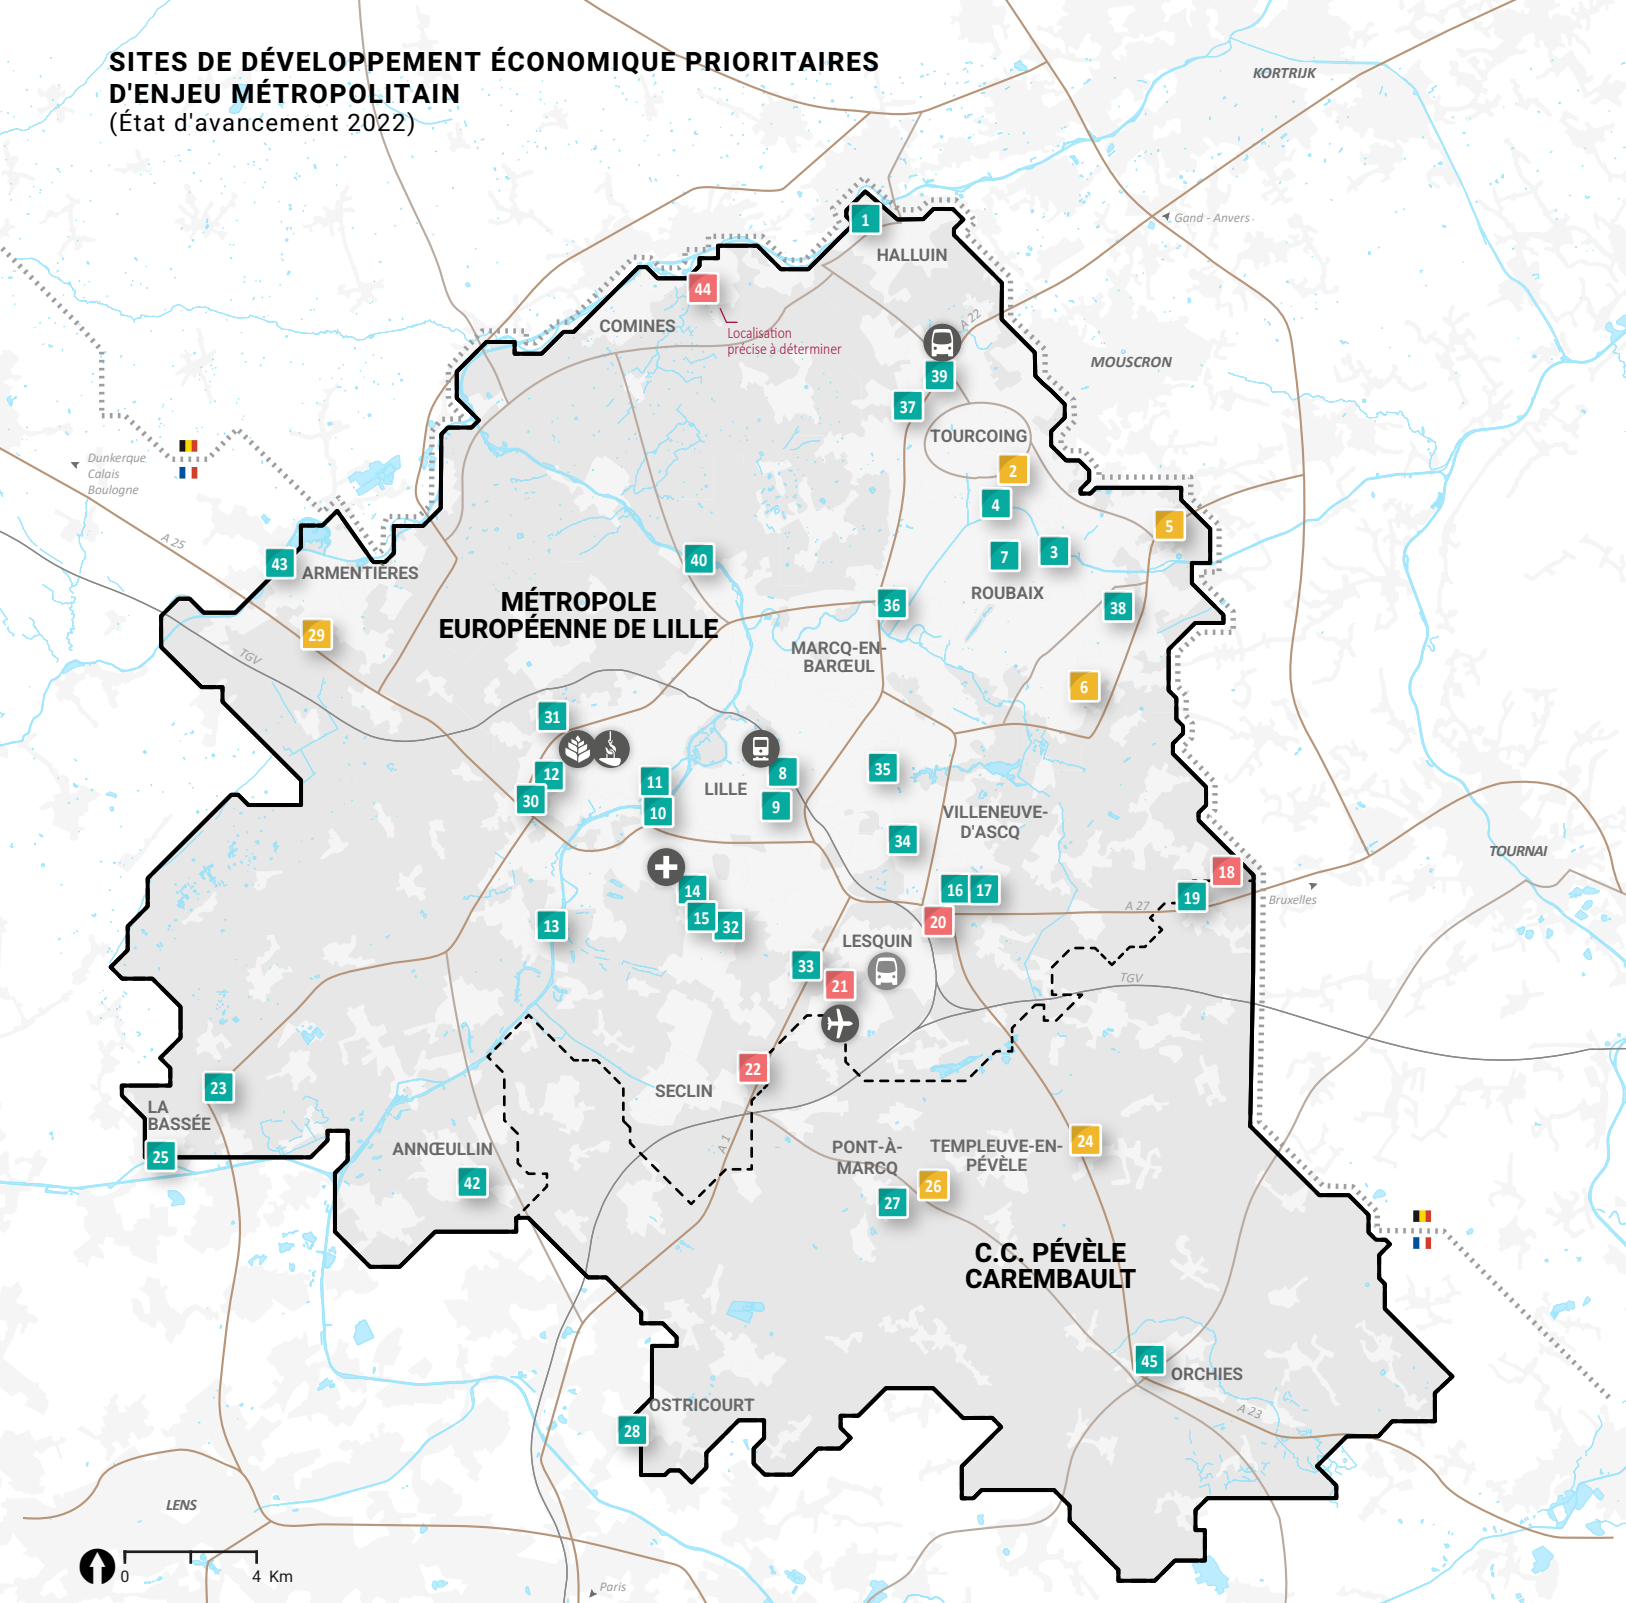 SITES DE DÉVELOPPEMENT ÉCONOMIQUE PRIORITAIRES
D'ENJEU MÉTROPOLITAIN
(État d'avancement 2022)
KORTRIJK
Gand - Anvers
1
HALLUIN
44
COMINES
Localisation
précise à déterminer
A 22
MOUSCRON
39
37
TOURCOING
2
Dunkerque
Calais
Boulogne
4
5
A 25
43
ARMENTIÈRES
40
7
3
ROUBAIX
MÉTROPOLE
EUROPÉENNE DE LILLE
36
38
29
TGV
MARCQ-EN-
BARŒUL
6
31
12
30
11
10
LILLE
8
9
35
VILLENEUVE-
D'ASCQ
34
TOURNAI
18
19
Bruxelles
A 27
14
15
32
16
17
20
13
LESQUIN
33
21
TGV
22
SECLIN
23
LA
BASSÉE
25
ANNŒULLIN
42
A 1
PONT-À-
MARCQ
TEMPLEUVE-EN-
PÉVÈLE
24
26
27
C.C. PÉVÈLE
CAREMBAULT
45
ORCHIES
A 23
OSTRICOURT
28
LENS
0
4 Km
Paris